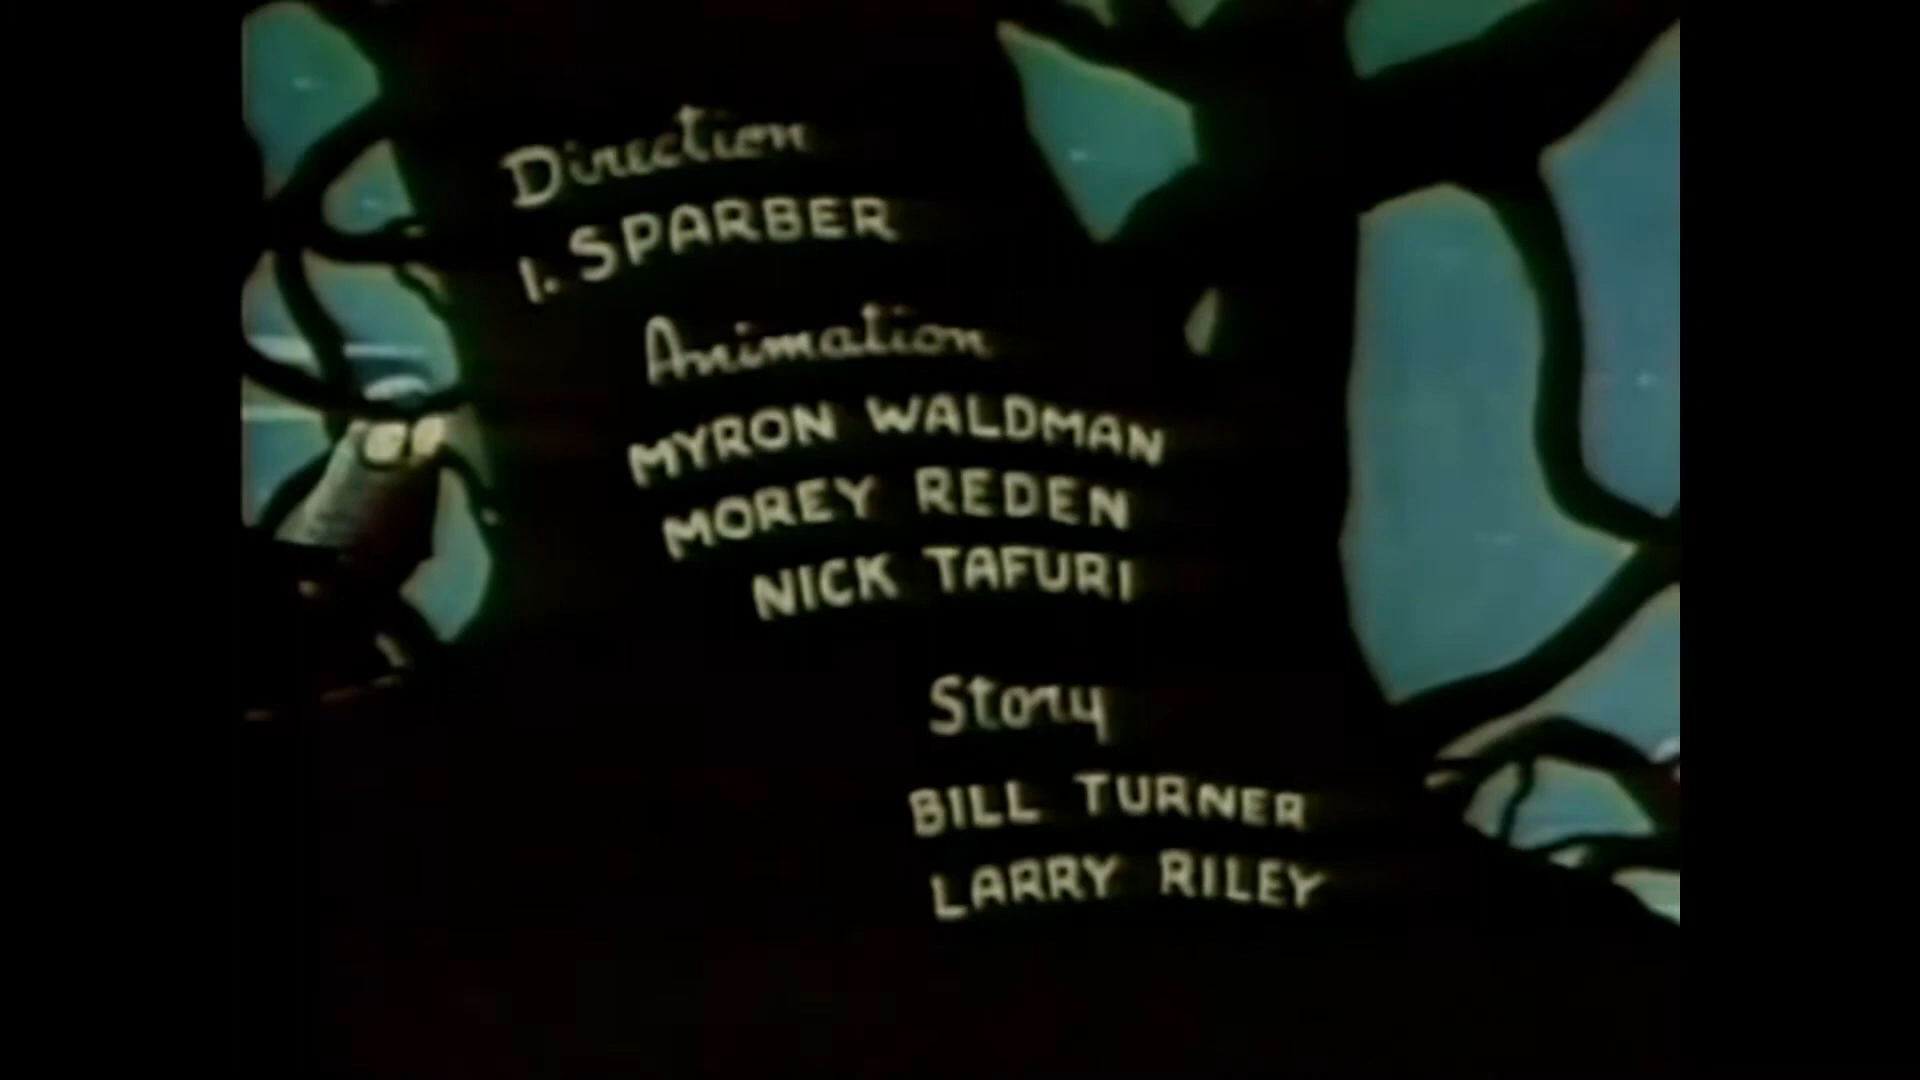 Direction
I. SPARBER
Animation
MYRON WALDMAN
MOREY REDEN
NICK TAFURI
Story
BILL TURNER
LARRY RILEY